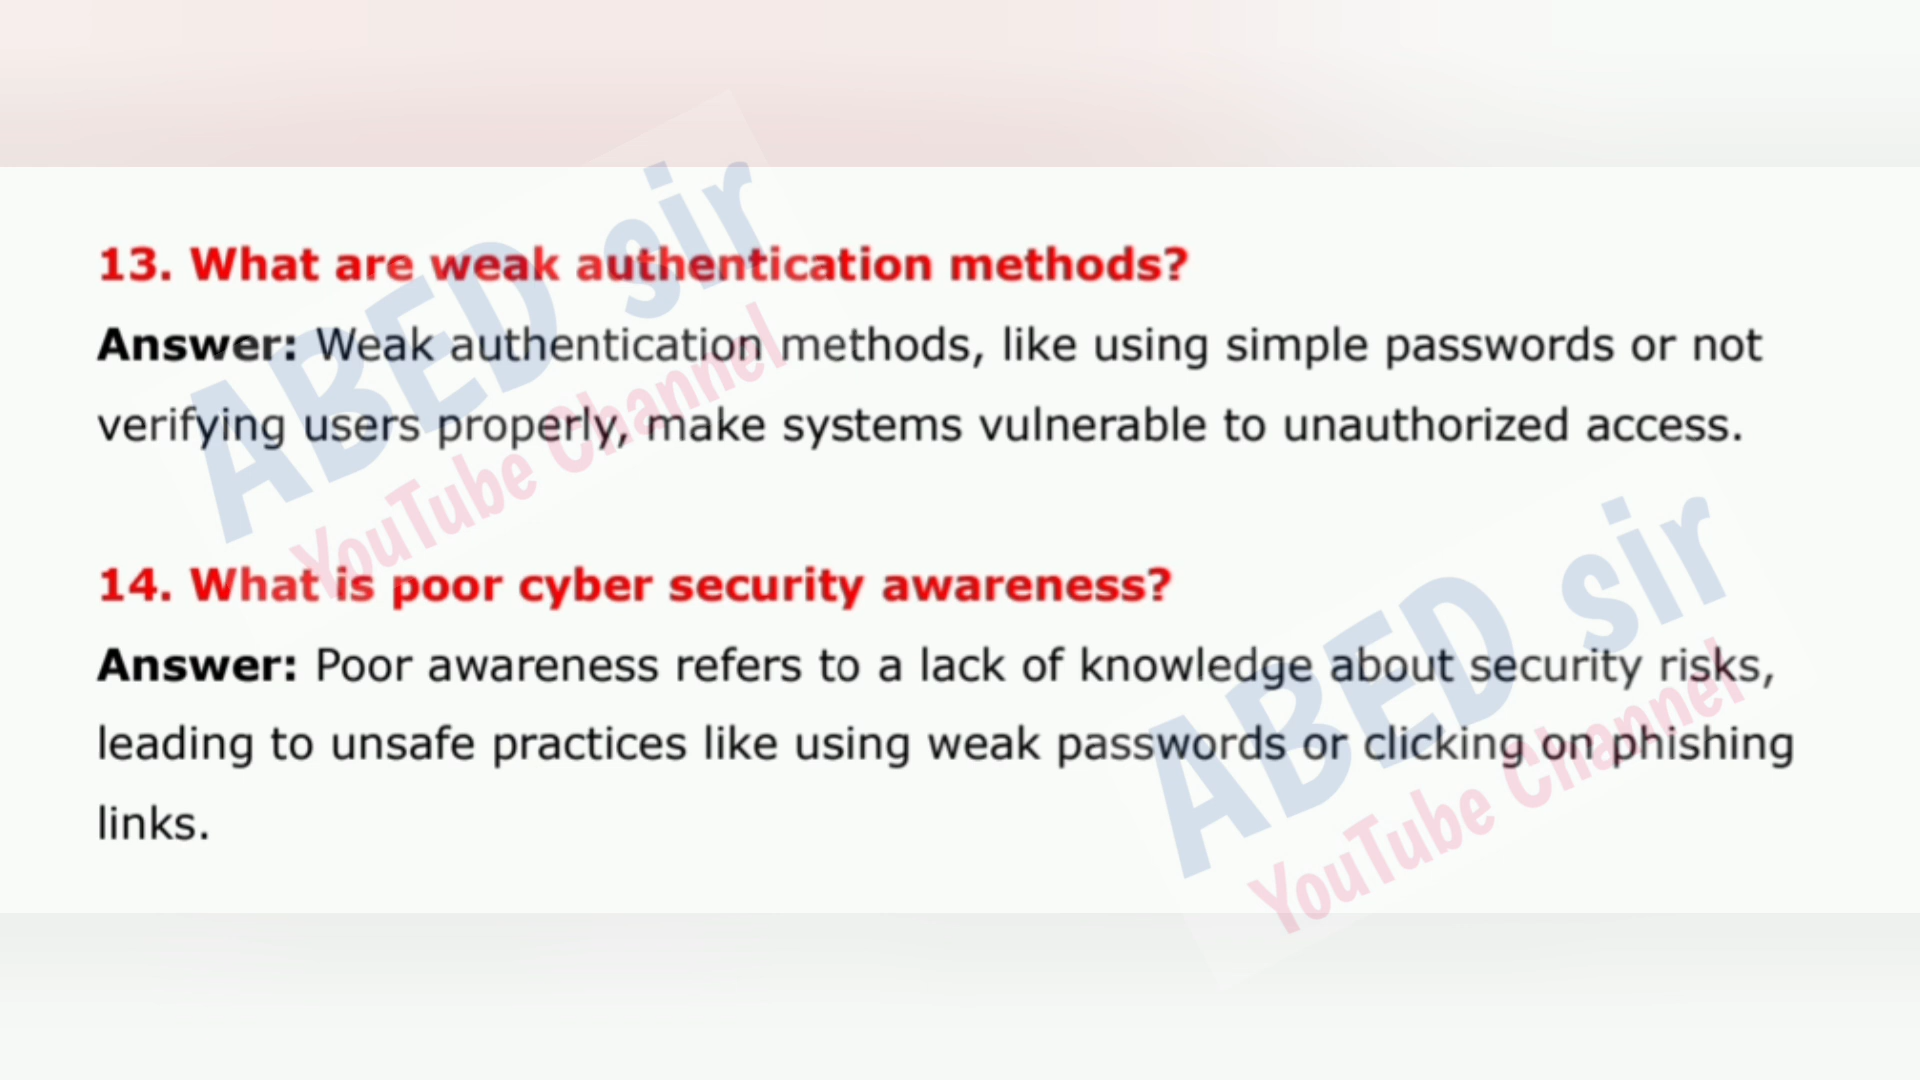 13. What are weak authentication methods?
Answer: Weak authentication methods, like using simple passwords or not
verifying users properly, make systems vulnerable to unauthorized access.
14. What is poor cyber security awareness?
Answer: Poor awareness refers to a lack of knowledge about security risks,
leading to unsafe practices like using weak passwords or clicking on phishing
links.
ABED sir
YouTube Channel
ABED sir
YouTube Channel